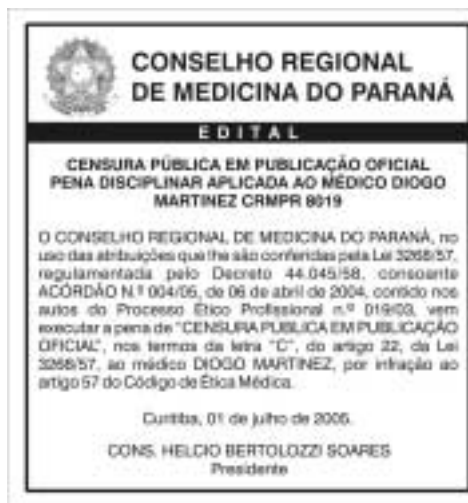 CONSELHO REGIONAL
DE MEDICINA DO PARANÁ
EDITAL
CENSURA PÚBLICA EM PUBLICAÇÃO OFICIAL
PENA DISCIPLINAR APLICADA AO MÉDICO DIOGO
MARTINEZ CRMPR 8019
O CONSELHO REGIONAL DE MEDICINA DO PARANÁ, no
uso das atribuições que lhe são conferidas pela Lei 3268/57,
regulamentada pelo Decreto 44.045/58, consoante
ACÓRDÃO N.º 004/05, de 06 de abril de 2004, contido nos
autos do Processo Ético Profissional n.º 019/03, vem
executar a pena de "CENSURA PÚBLICA EM PUBLICAÇÃO
OFICIAL", nos termos da letra "C", do artigo 22, da Lei
3268/57, ao médico DIOGO MARTINEZ, por infração ao
artigo 57 do Código de Ética Médica.
Curitiba, 01 de julho de 2005.
CONS. HELCIO BERTOLOZZI SOARES
Presidente